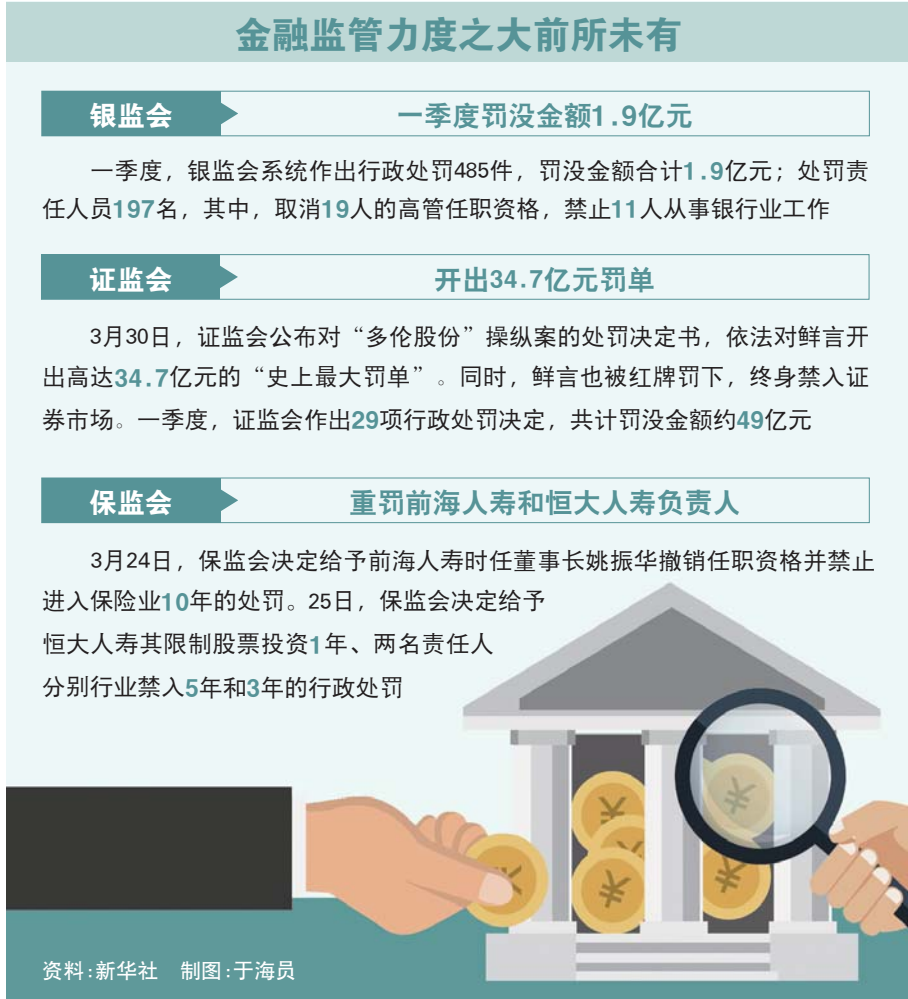 金融监管力度之大前所未有
银监会
一季度罚没金额1.9亿元
一季度，银监会系统作出行政处罚485件，罚没金额合计1.9亿元；处罚责
任人员197名，其中，取消19人的高管任职资格，禁止11人从事银行业工作
证监会
开出34.7亿元罚单
3月30日，证监会公布对“多伦股份”操纵案的处罚决定书，依法对鲜言开
出高达34.7亿元的“史上最大罚单”。同时，鲜言也被红牌罚下，终身禁入证
券市场。一季度，证监会作出29项行政处罚决定，共计罚没金额约49亿元
保监会
重罚前海人寿和恒大人寿负责人
3月24日，保监会决定给予前海人寿时任董事长姚振华撤销任职资格并禁止
进入保险业10年的处罚。25日，保监会决定给予
恒大人寿其限制股票投资1年、两名责任人
分别行业禁入5年和3年的行政处罚
¥
¥
¥
¥
¥
¥
资料:新华社 制图:于海员